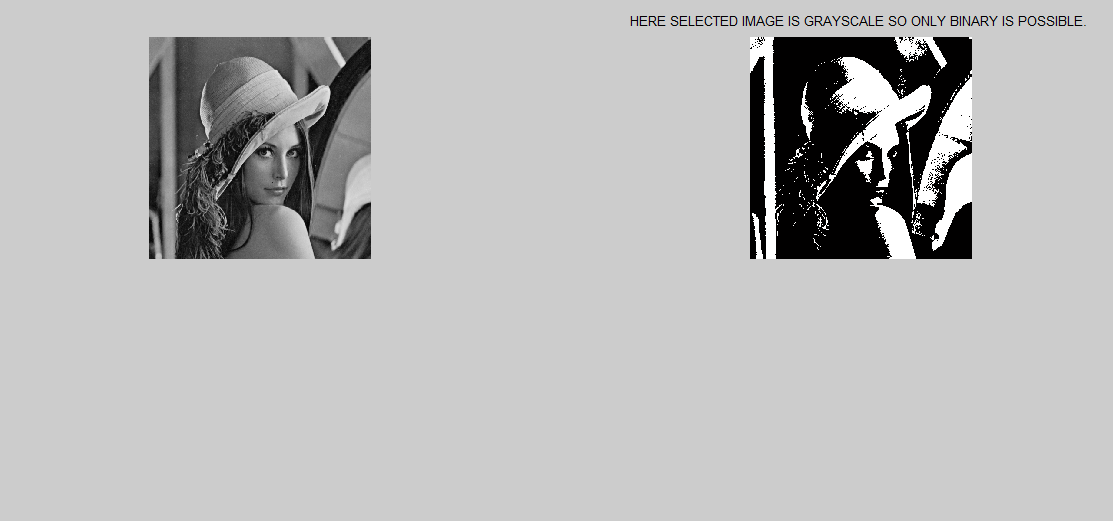 HERE SELECTED IMAGE IS GRAYSCALE SO ONLY BINARY IS POSSIBLE.